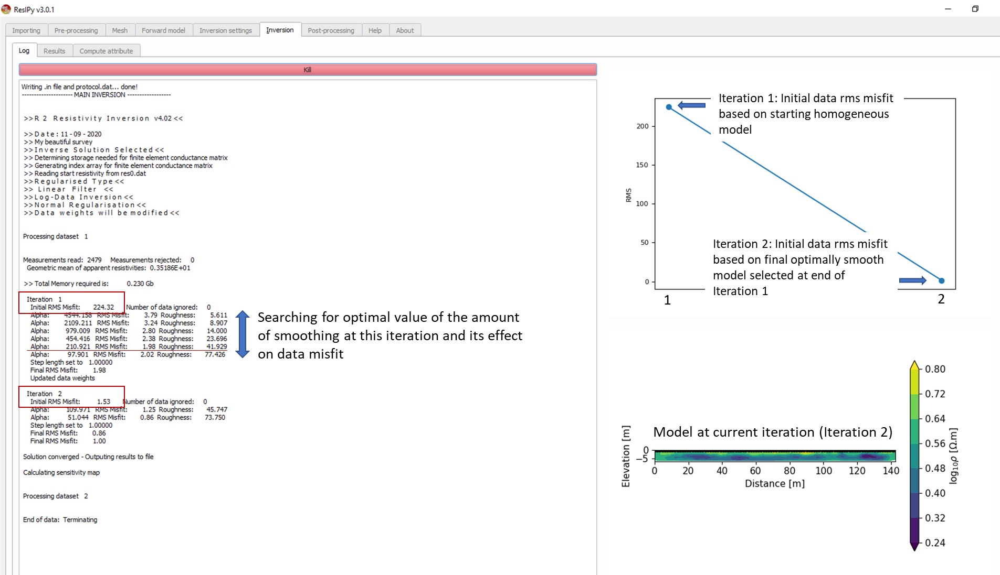 ResIPy v3.0.1
Importing Pre-processing Mesh Forward model Inversion settings Inversion Post-processing Help About
Log Results Compute attribute
Kill
Writing .in file and protocol.dat... done!
--------------------- MAIN INVERSION ------------------
>> R 2 Resistivity Inversion v4.02 <<
>> D a t e : 11 - 09 - 2020
>> My beautiful survey
>> Inverse Solution Selected <<
>> Determining storage needed for finite element conductance matrix
>> Generating index array for finite element conductance matrix
>> Reading start resistivity from res0.dat
>> Regularised Type <<
>> Linear Filter <<
>> Log-Data Inversion <<
>> Normal Regularisation <<
>> Data weights will be modified <<
Processing dataset 1
Measurements read: 2479 Measurements rejected: 0
Geometric mean of apparent resistivities: 0.35186E+01
>> Total Memory required is: 0.230 Gb
Iteration 1
Initial RMS Misfit: 224.32 Number of data ignored: 0
Alpha: 4544.158 RMS Misfit: 3.79 Roughness: 5.611
Alpha: 2109.211 RMS Misfit: 3.24 Roughness: 8.907
Alpha: 979.009 RMS Misfit: 2.80 Roughness: 14.000
Alpha: 454.416 RMS Misfit: 2.38 Roughness: 23.696
Alpha: 210.921 RMS Misfit: 1.98 Roughness: 41.929
Alpha: 97.901 RMS Misfit: 2.02 Roughness: 77.426
Step length set to 1.00000
Final RMS Misfit: 1.98
Updated data weights
Iteration 2
Initial RMS Misfit: 1.53 Number of data ignored: 0
Alpha: 109.971 RMS Misfit: 1.25 Roughness: 45.747
Alpha: 51.044 RMS Misfit: 0.86 Roughness: 73.750
Step length set to 1.00000
Final RMS Misfit: 0.86
Final RMS Misfit: 1.00
Solution converged - Outputing results to file
Calculating sensitivity map
Processing dataset 2
End of data: Terminating
Searching for optimal value of the amount
of smoothing at this iteration and its effect
on data misfit
Iteration 1: Initial data rms misfit
based on starting homogeneous
model
200
150
100
50
0
RMS
Iteration 2: Initial data rms misfit
based on final optimally smooth
model selected at end of
Iteration 1
1 2
Model at current iteration (Iteration 2)
Elevation [m]
0
−5
0 20 40 60 80 100 120 140
Distance [m]
0.80
0.72
0.64
0.56
0.48
0.40
0.32
0.24
log₁₀ρ [Ω.m]